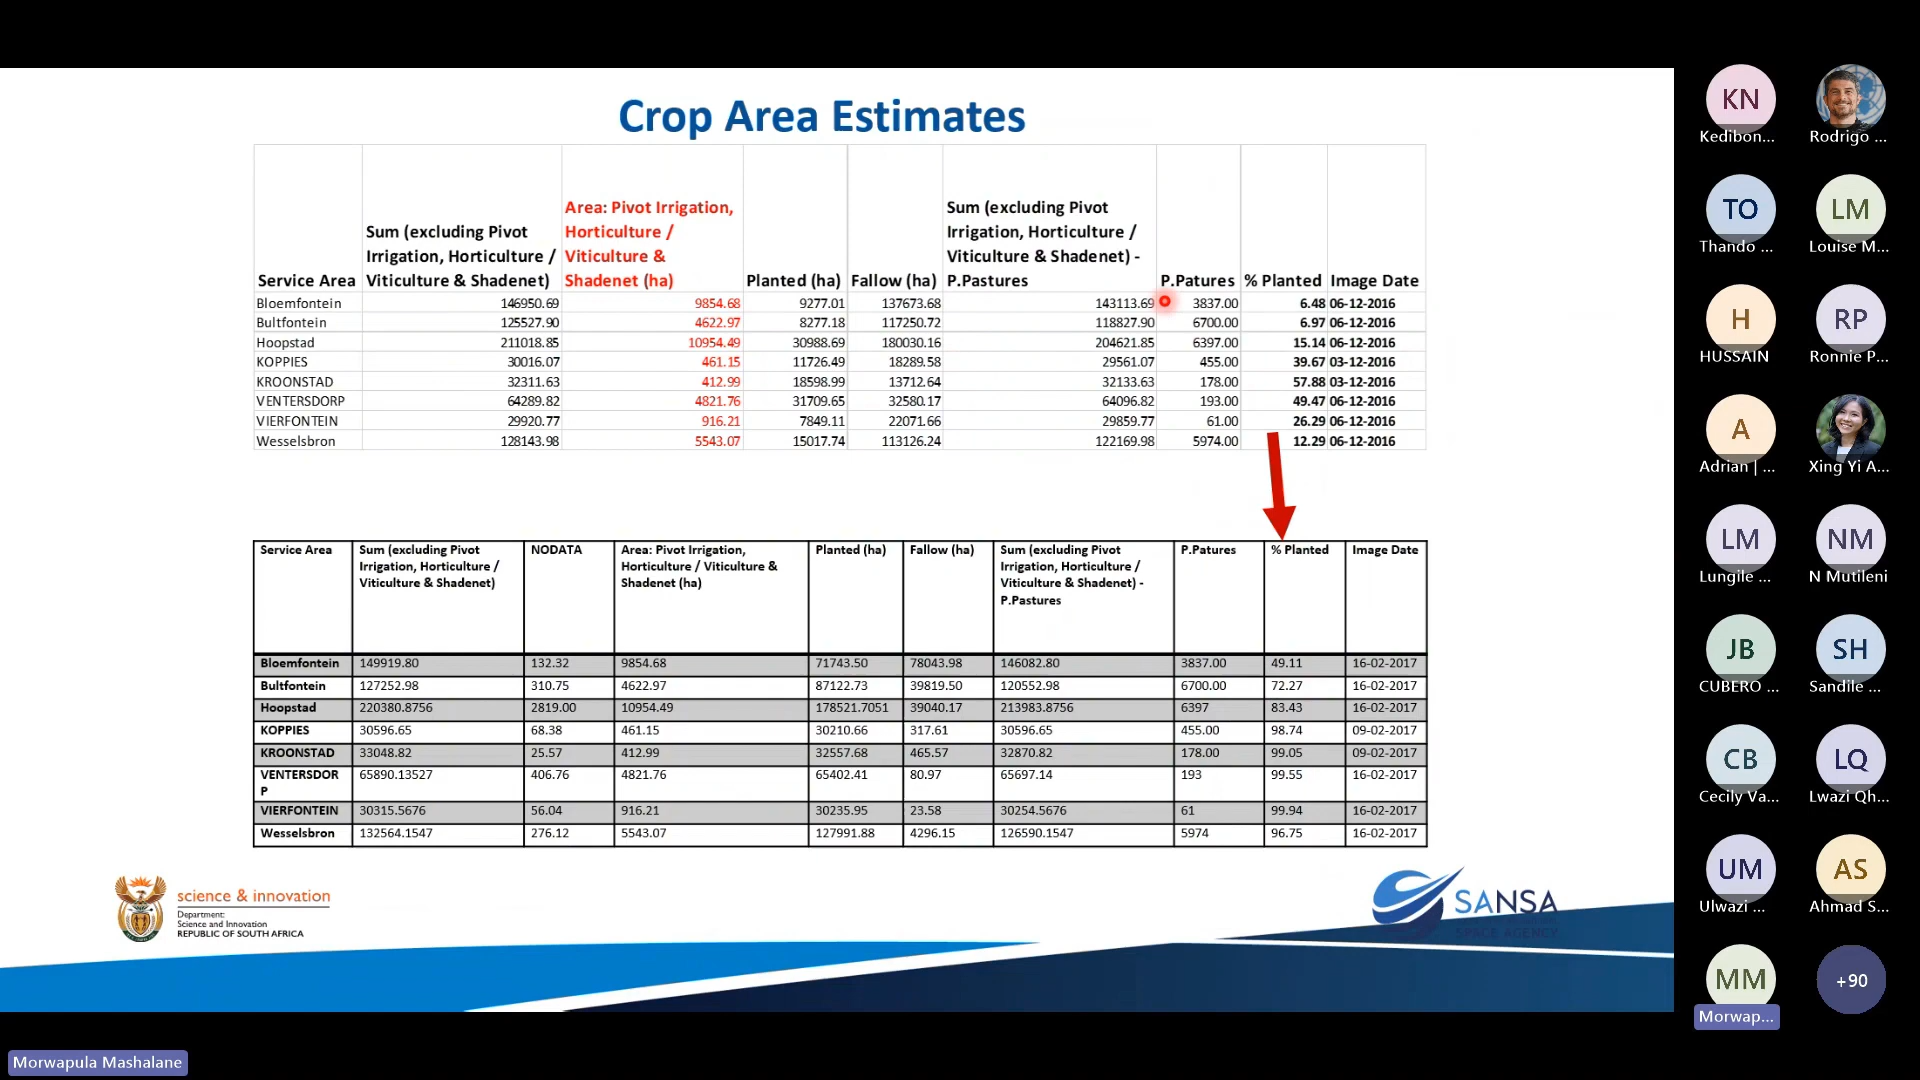 Crop Area Estimates
Service Area | Sum (excluding Pivot Irrigation, Horticulture / Viticulture & Shadenet) | Area: Pivot Irrigation, Horticulture / Viticulture & Shadenet (ha) | Planted (ha) | Fallow (ha) | Sum (excluding Pivot Irrigation, Horticulture / Viticulture & Shadenet) - P.Pastures | P.Patures | % Planted | Image Date
Bloemfontein 146950.69 9854.68 9277.01 137673.68 143113.69 3837.00 6.48 06-12-2016
Bultfontein 125527.90 4622.97 8277.18 117250.72 118827.90 6700.00 6.97 06-12-2016
Hoopstad 211018.85 10954.49 30988.69 180030.16 204621.85 6397.00 15.14 06-12-2016
KOPPIES 30016.07 461.15 11726.49 18289.58 29561.07 455.00 39.67 03-12-2016
KROONSTAD 32311.63 412.99 18598.99 13712.64 32133.63 178.00 57.88 03-12-2016
VENTERSDORP 64289.82 4821.76 31709.65 32580.17 64096.82 193.00 49.47 06-12-2016
VIERFONTEIN 29920.77 916.21 7849.11 22071.66 29859.77 61.00 26.29 06-12-2016
Wesselsbron 128143.98 5543.07 15017.74 113126.24 122169.98 5974.00 12.29 06-12-2016
Service Area | Sum (excluding Pivot Irrigation, Horticulture / Viticulture & Shadenet) | NODATA | Area: Pivot Irrigation, Horticulture / Viticulture & Shadenet (ha) | Planted (ha) | Fallow (ha) | Sum (excluding Pivot Irrigation, Horticulture / Viticulture & Shadenet) - P.Pastures | P.Patures | % Planted | Image Date
Bloemfontein 149919.80 132.32 9854.68 71743.50 78043.98 146082.80 3837.00 49.11 16-02-2017
Bultfontein 127252.98 310.75 4622.97 87122.73 39819.50 120552.98 6700.00 72.27 16-02-2017
Hoopstad 220380.8756 2819.00 10954.49 178521.7051 39040.17 213983.8756 6397 83.43 16-02-2017
KOPPIES 30596.65 68.38 461.15 30210.66 317.61 30596.65 455.00 98.74 09-02-2017
KROONSTAD 33048.82 25.57 412.99 32557.68 465.57 32870.82 178.00 99.05 09-02-2017
VENTERSDOR
P 65890.13527 406.76 4821.76 65402.41 80.97 65697.14 193 99.55 16-02-2017
VIERFONTEIN 30315.5676 56.04 916.21 30235.95 23.58 30254.5676 61 99.94 16-02-2017
Wesselsbron 132564.1547 276.12 5543.07 127991.88 4296.15 126590.1547 5974 96.75 16-02-2017
science & innovation
Department:
Science and Innovation
REPUBLIC OF SOUTH AFRICA
SANSA
SPACE AGENCY
KN
Kedibon...
Rodrigo ...
TO
Thando ...
LM
Louise M...
H
HUSSAIN
RP
Ronnie P...
A
Adrian | ...
Xing Yi A...
LM
Lungile ...
NM
N Mutileni
JB
CUBERO ...
SH
Sandile ...
CB
Cecily Va...
LQ
Lwazi Qh...
UM
Ulwazi ...
AS
Ahmad S...
MM
Morwap...
+90
Morwapula Mashalane